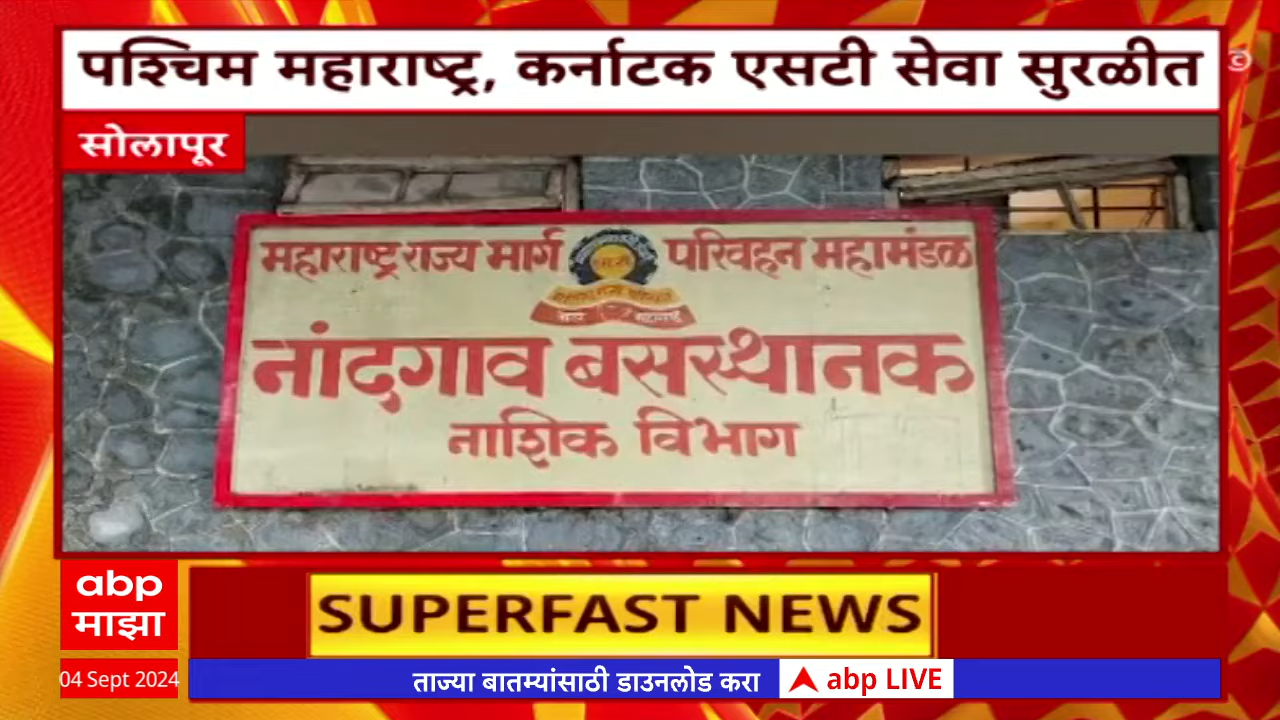 पश्चिम महाराष्ट्र, कर्नाटक एसटी सेवा सुरळीत
©
सोलापूर
महाराष्ट्र राज्य मार्ग परिवहन महामंडळ
नांदगाव बसस्थानक
नाशिक विभाग
abp
माझा
SUPERFAST NEWS
04 Sept 2024
ताज्या बातम्यांसाठी डाउनलोड करा abp LIVE